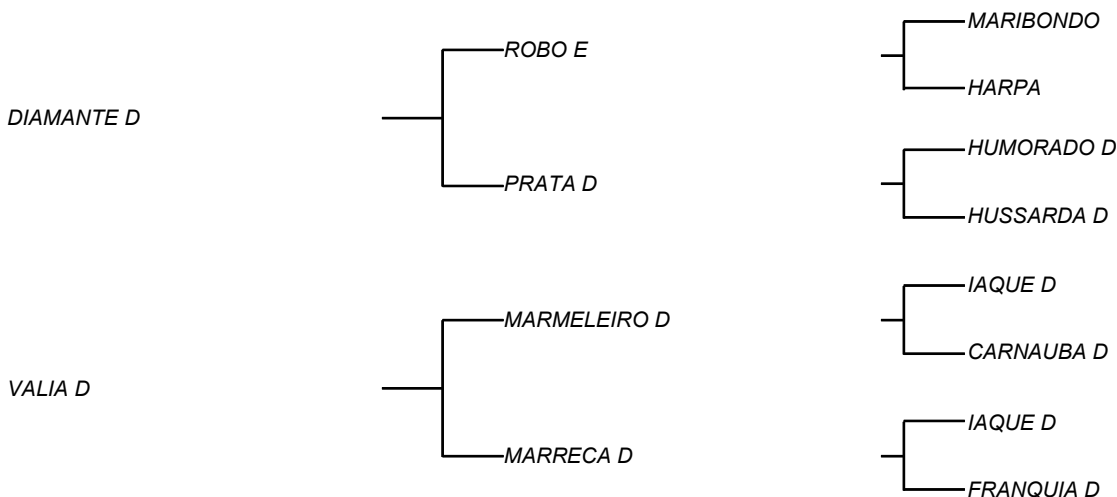 MARIBONDO
ROBO E
HARPA
DIAMANTE D
HUMORADO D
PRATA D
HUSSARDA D
IAQUE D
MARMELEIRO D
CARNAUBA D
VALIA D
IAQUE D
MARRECA D
FRANQUIA D